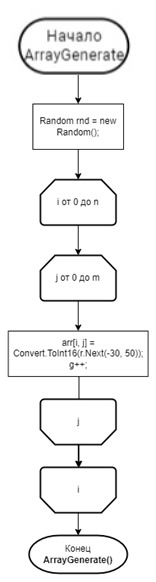 Начало
ArrayGenerate
Random rnd = new
Random();
i от 0 до n
j от 0 до m
arr[i, j] =
Convert.ToInt16(r.Next(-30, 50));
g++;
j
i
Конец
ArrayGenerate()